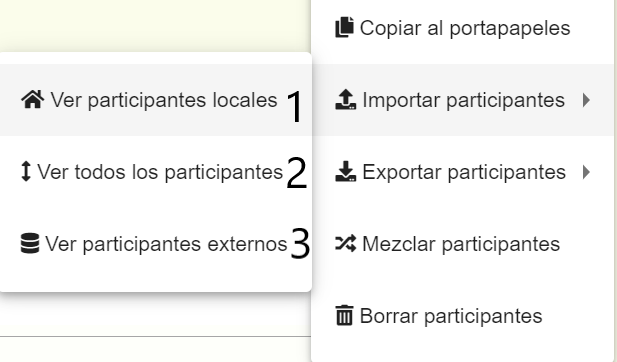 Copiar al portapapeles
Ver participantes locales 1
Importar participantes
Ver todos los participantes 2
Exportar participantes
Ver participantes externos 3
Mezclar participantes
Borrar participantes